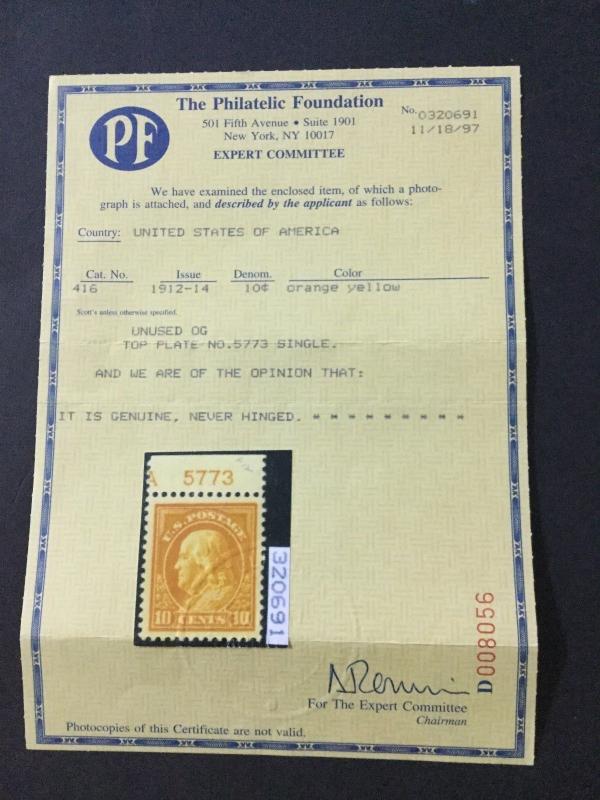 PF
The Philatelic Foundation
501 Fifth Avenue • Suite 1901
New York, NY 10017
EXPERT COMMITTEE
No. 0320691
11/18/97
We have examined the enclosed item, of which a photo-
graph is attached, and described by the applicant as follows:
Country: UNITED STATES OF AMERICA
Cat. No. Issue Denom. Color
416 1912-14 10¢ orange yellow
Scott's unless otherwise specified.
UNUSED OG
TOP PLATE NO.5773 SINGLE.
AND WE ARE OF THE OPINION THAT:
IT IS GENUINE, NEVER HINGED. * * * * * * * * *
A 5773
U.S. POSTAGE
10 CENTS 10
320691
D008056
For The Expert Committee
Chairman
Photocopies of this Certificate are not valid.